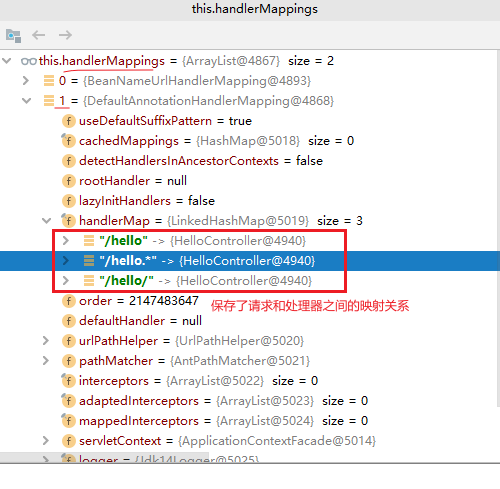 this.handlerMappings
this.handlerMappings = {ArrayList@4867} size = 2
0 = {BeanNameUrlHandlerMapping@4893}
1 = {DefaultAnnotationHandlerMapping@4868}
useDefaultSuffixPattern = true
cachedMappings = {HashMap@5018} size = 0
detectHandlersInAncestorContexts = false
rootHandler = null
lazyInitHandlers = false
handlerMap = {LinkedHashMap@5019} size = 3
"/hello" -> {HelloController@4940}
"/hello.*" -> {HelloController@4940}
"/hello/" -> {HelloController@4940}
order = 2147483647 保存了请求和处理器之间的映射关系
defaultHandler = null
urlPathHelper = {UrlPathHelper@5020}
pathMatcher = {AntPathMatcher@5021}
interceptors = {ArrayList@5022} size = 0
adaptedInterceptors = {ArrayList@5023} size = 0
mappedInterceptors = {ArrayList@5024} size = 0
servletContext = {ApplicationContextFacade@5014}
logger = {Jdk14Logger@5025}